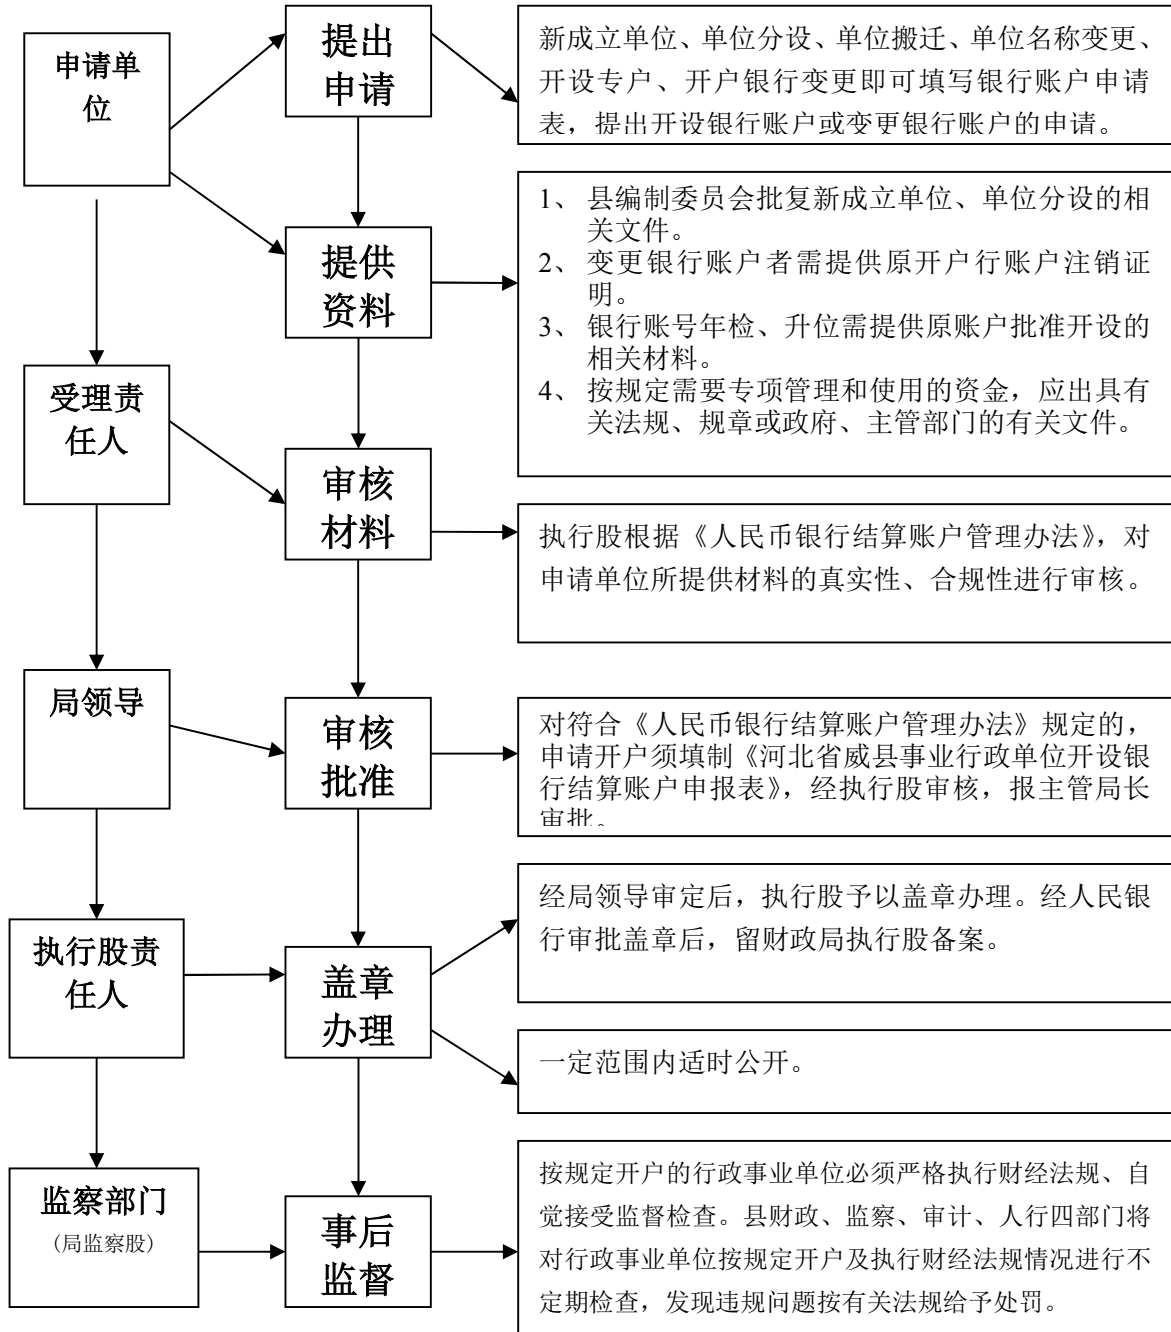 申请单
位
提出
申请
新成立单位、单位分设、单位搬迁、单位名称变更、
开设专户、开户银行变更即可填写银行账户申请
表，提出开设银行账户或变更银行账户的申请。
提供
资料
1、 县编制委员会批复新成立单位、单位分设的相
关文件。
2、 变更银行账户者需提供原开户行账户注销证
明。
3、 银行账号年检、升位需提供原账户批准开设的
相关材料。
4、 按规定需要专项管理和使用的资金，应出具有
关法规、规章或政府、主管部门的有关文件。
受理责
任人
审核
材料
执行股根据《人民币银行结算账户管理办法》，对
申请单位所提供材料的真实性、合规性进行审核。
局领导
审核
批准
对符合《人民币银行结算账户管理办法》规定的，
申请开户须填制《河北省威县事业行政单位开设银
行结算账户申报表》，经执行股审核，报主管局长
审批。
执行股责
任人
盖章
办理
经局领导审定后，执行股予以盖章办理。经人民银
行审批盖章后，留财政局执行股备案。
一定范围内适时公开。
监察部门
（局监察股）
事后
监督
按规定开户的行政事业单位必须严格执行财经法规、自
觉接受监督检查。县财政、监察、审计、人行四部门将
对行政事业单位按规定开户及执行财经法规情况进行不
定期检查，发现违规问题按有关法规给予处罚。